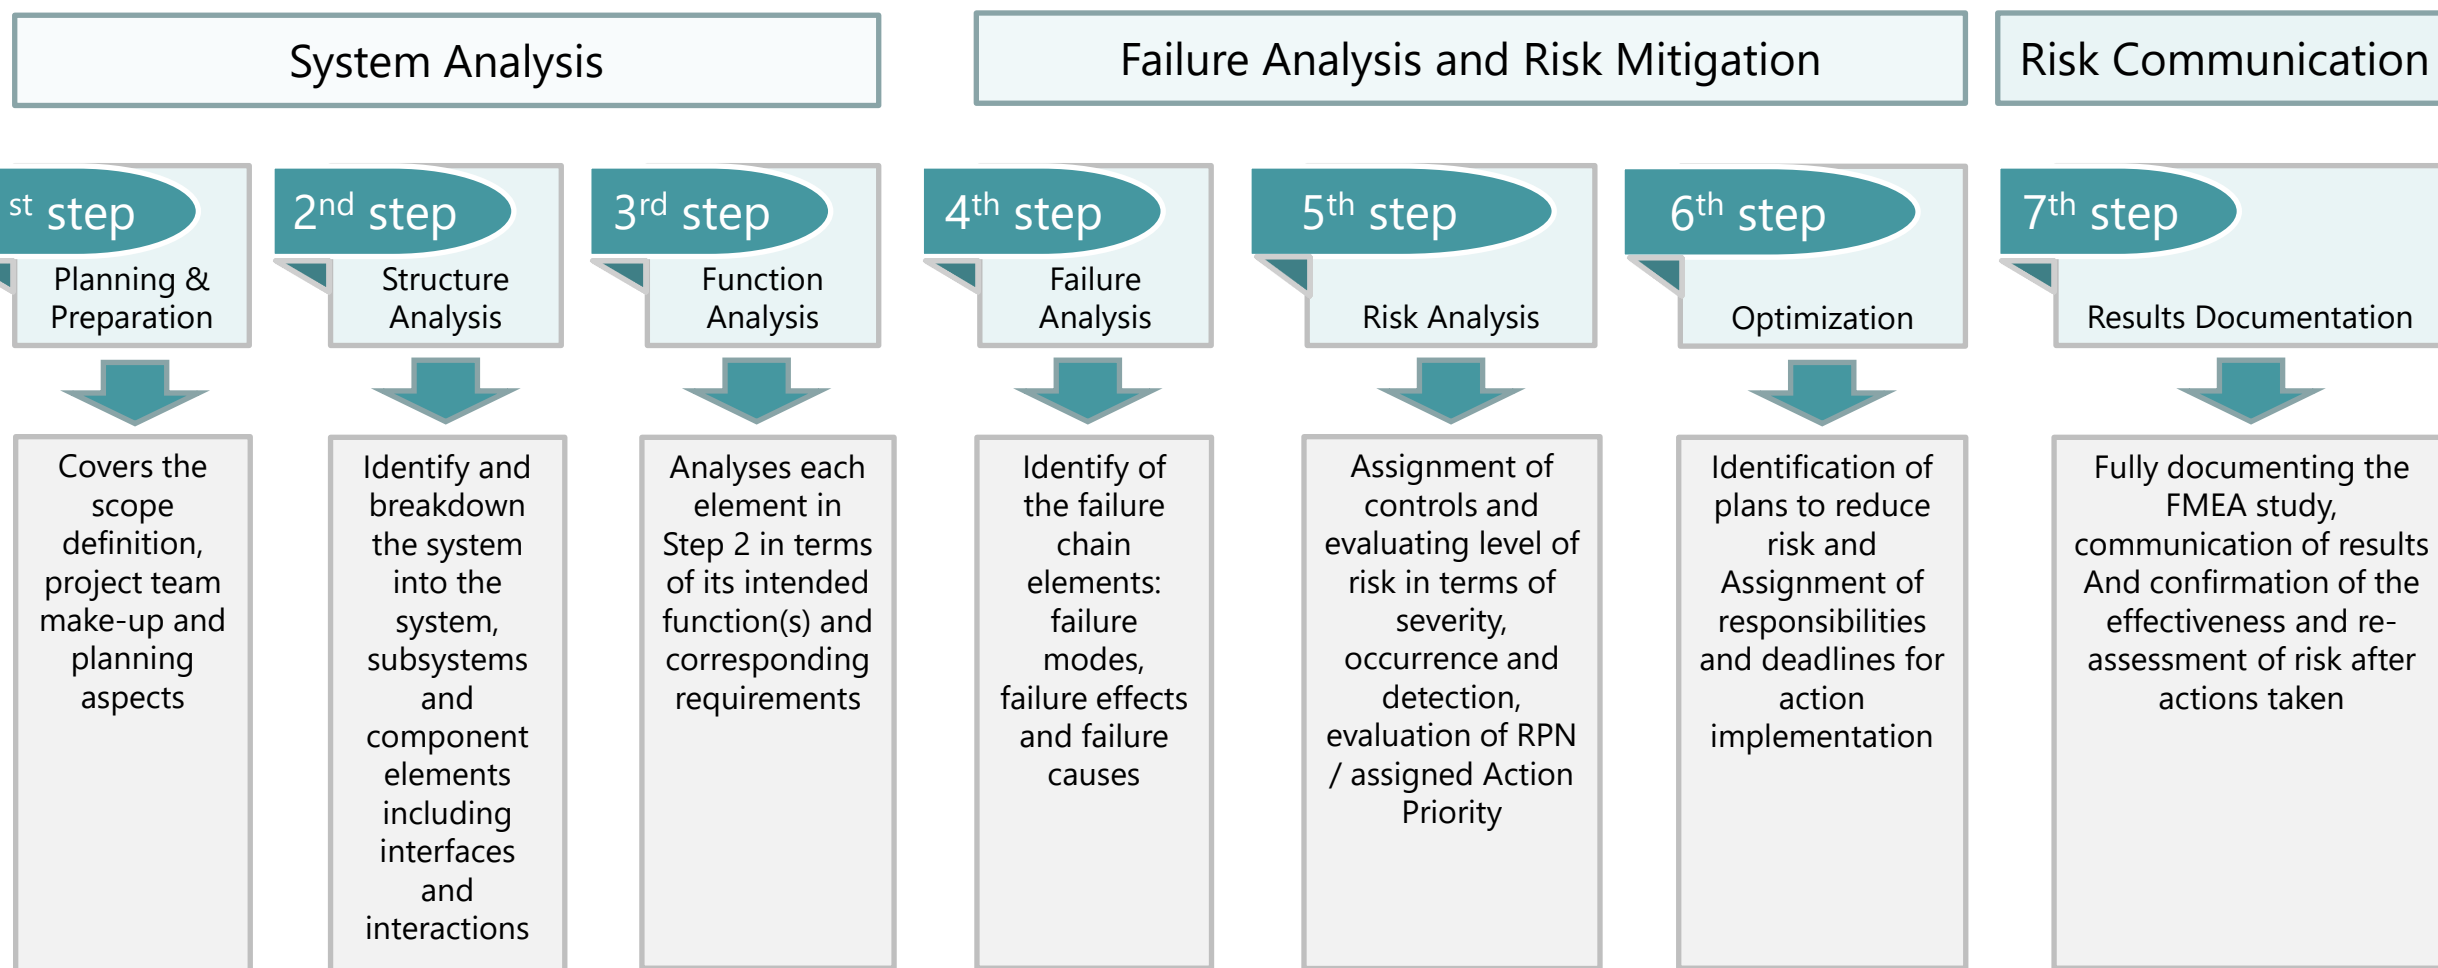 System Analysis
Failure Analysis and Risk Mitigation
Risk Communication
st step
Planning &
Preparation
2nd step
Structure
Analysis
3rd step
Function
Analysis
4th step
Failure
Analysis
5th step
Risk Analysis
6th step
Optimization
7th step
Results Documentation
Covers the
scope
definition,
project team
make-up and
planning
aspects
Identify and
breakdown
the system
into the
system,
subsystems
and
component
elements
including
interfaces
and
interactions
Analyses each
element in
Step 2 in terms
of its intended
function(s) and
corresponding
requirements
Identify of
the failure
chain
elements:
failure
modes,
failure effects
and failure
causes
Assignment of
controls and
evaluating level of
risk in terms of
severity,
occurrence and
detection,
evaluation of RPN
/ assigned Action
Priority
Identification of
plans to reduce
risk and
Assignment of
responsibilities
and deadlines for
action
implementation
Fully documenting the
FMEA study,
communication of results
And confirmation of the
effectiveness and re-
assessment of risk after
actions taken